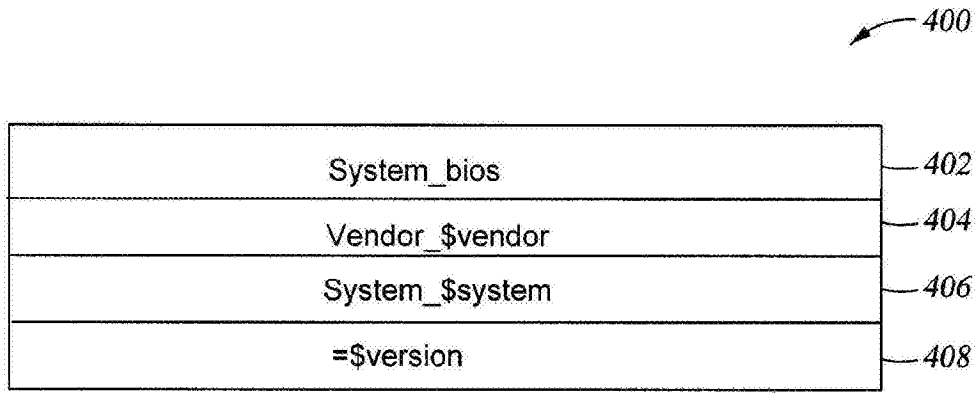 400
System_bios 402
Vendor_$vendor 404
System_$system 406
=$version 408